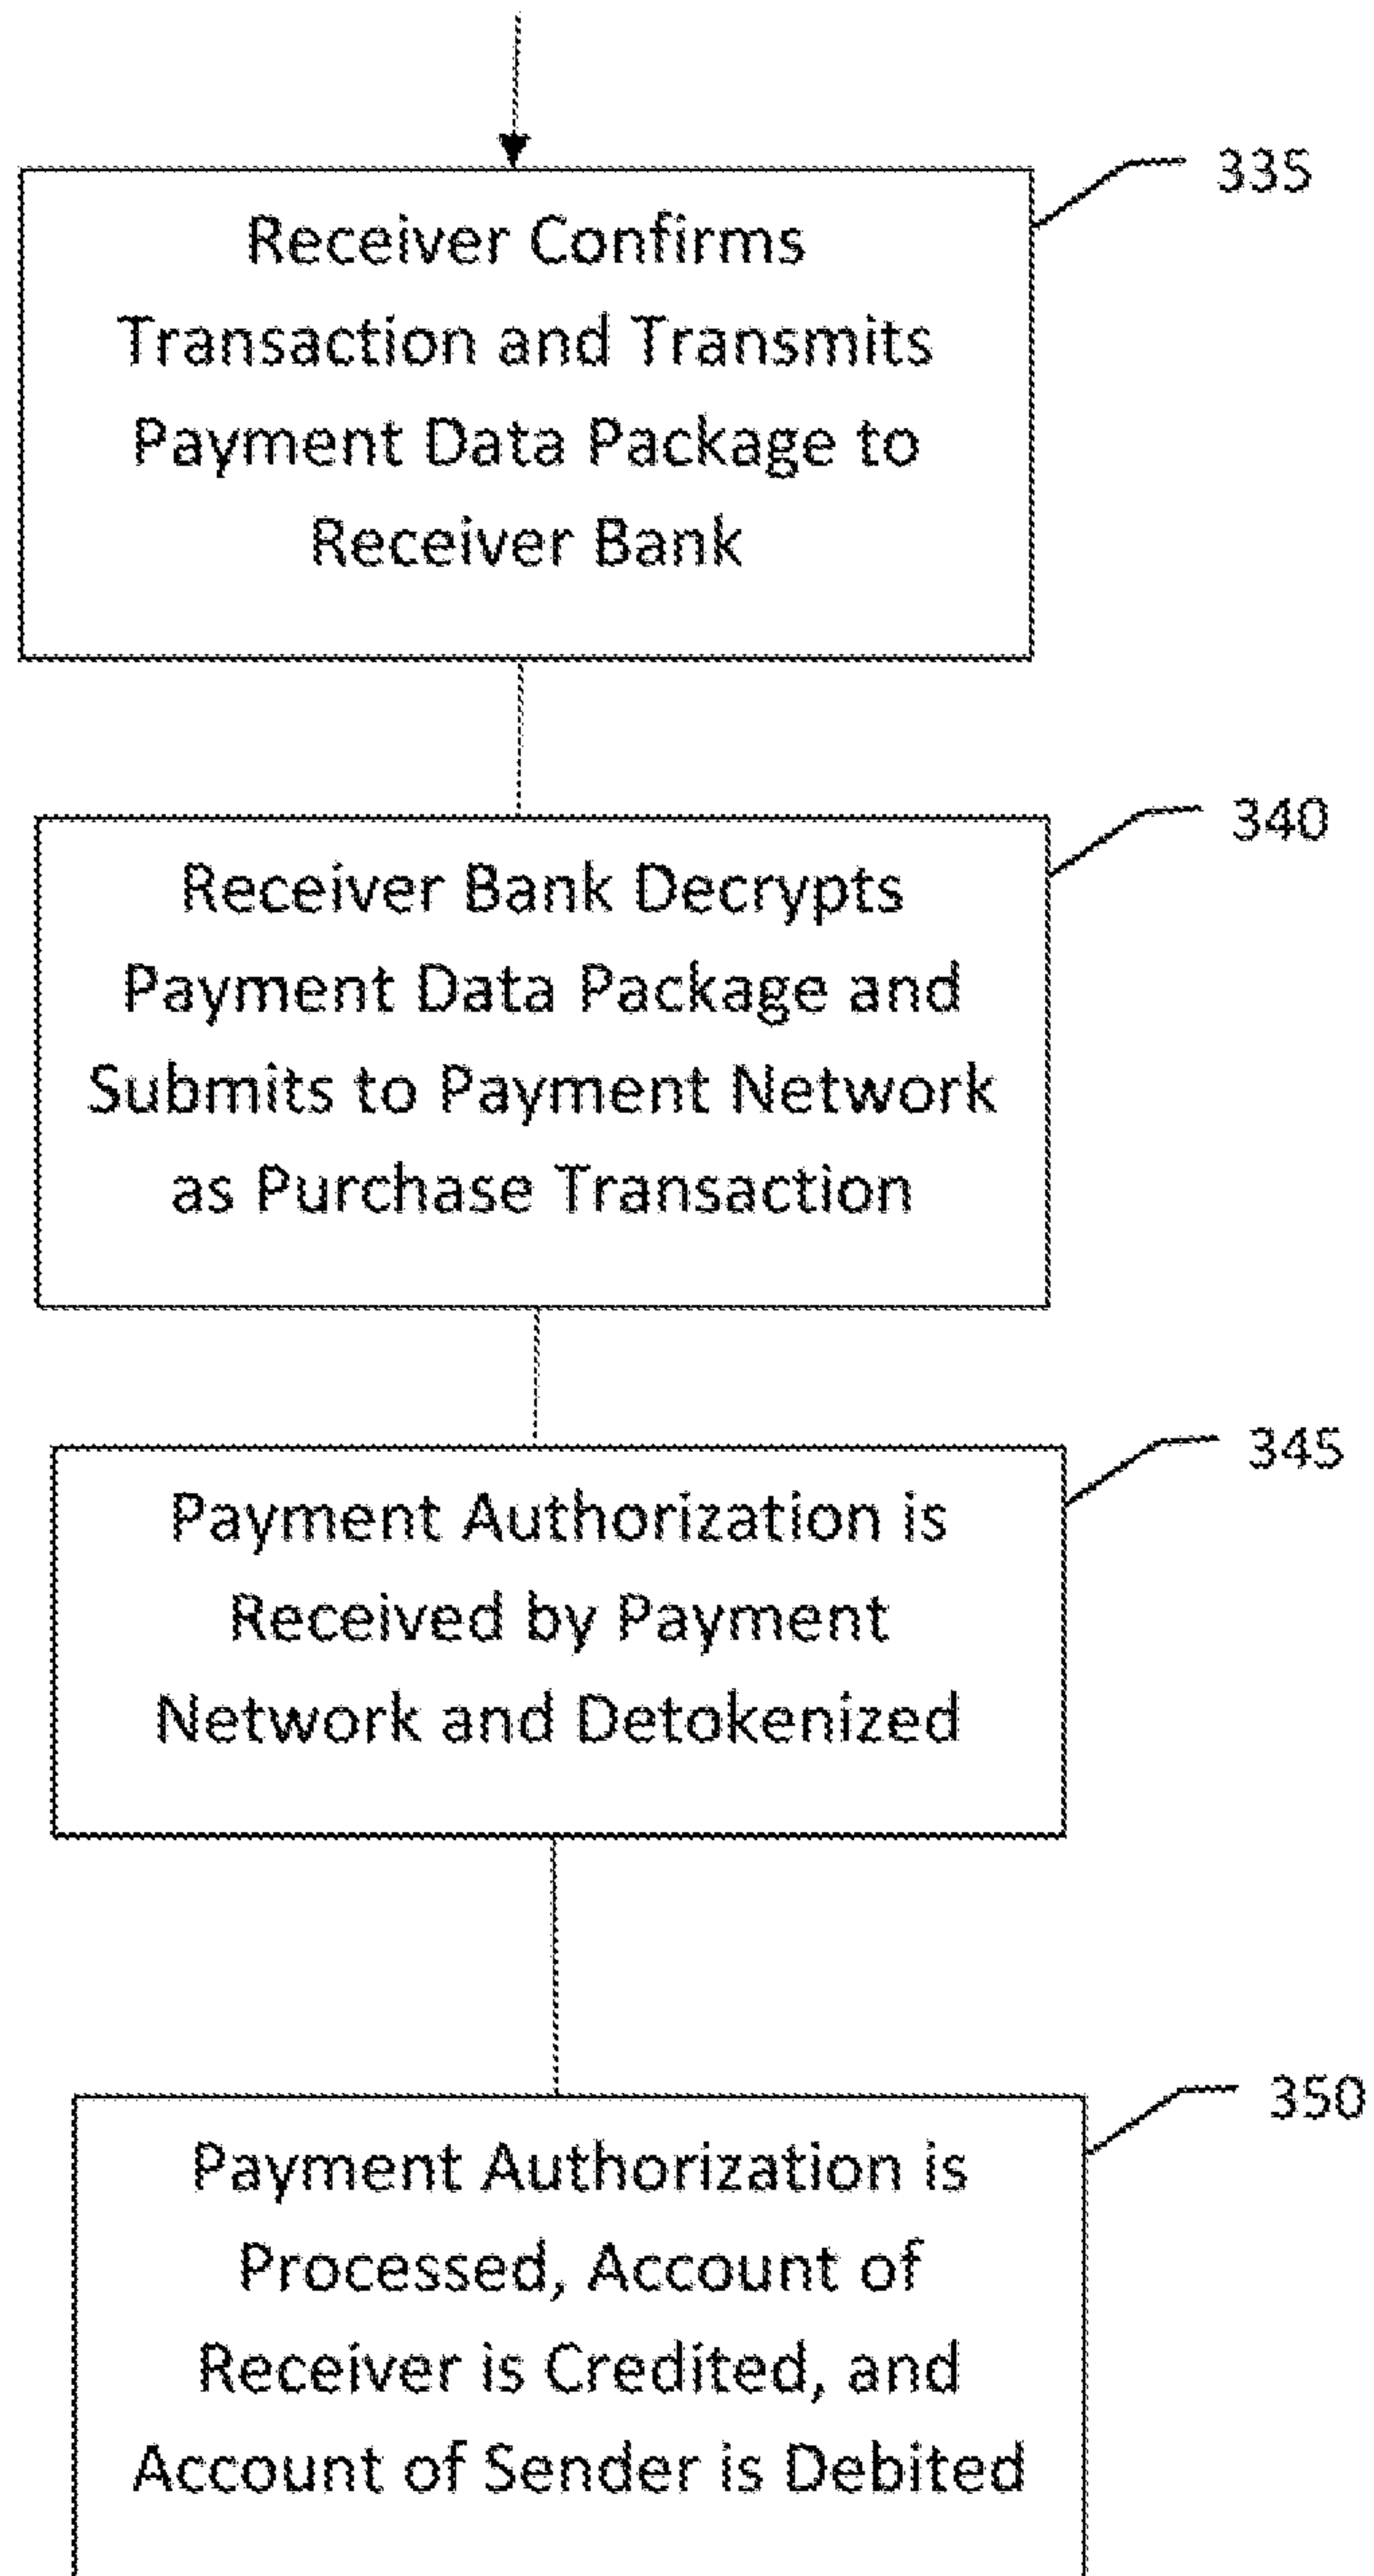 335
Receiver Confirms
Transaction and Transmits
Payment Data Package to
Receiver Bank
340
Receiver Bank Decrypts
Payment Data Package and
Submits to Payment Network
as Purchase Transaction
345
Payment Authorization is
Received by Payment
Network and Detokenized
350
Payment Authorization is
Processed, Account of
Receiver is Credited, and
Account of Sender is Debited